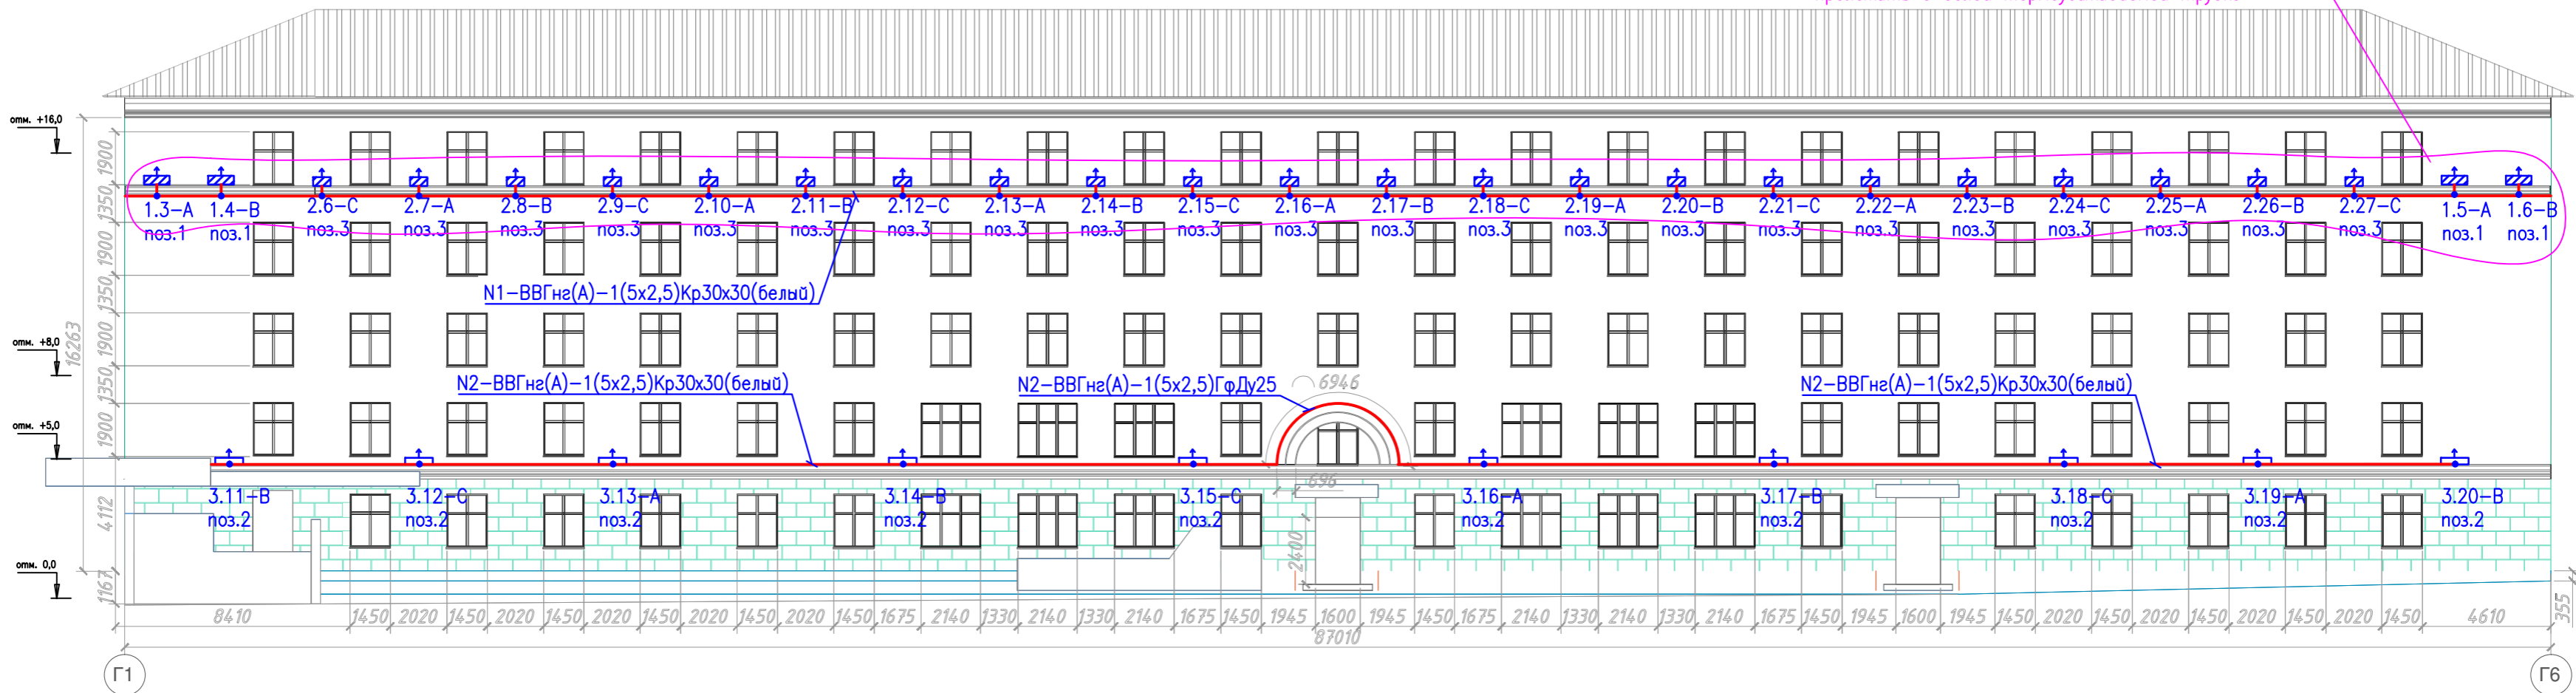 отм. +16,0
1900
1350
1.3-А 1.4-В 2.6-С 2.7-А 2.8-В 2.9-С 2.10-А 2.11-В 2.12-С 2.13-А 2.14-В 2.15-С 2.16-А 2.17-В 2.18-С 2.19-А 2.20-В 2.21-С 2.22-А 2.23-В 2.24-С 2.25-А 2.26-В 2.27-С 1.5-А 1.6-В
поз.1 поз.1 поз.3 поз.3 поз.3 поз.3 поз.3 поз.3 поз.3 поз.3 поз.3 поз.3 поз.3 поз.3 поз.3 поз.3 поз.3 поз.3 поз.3 поз.3 поз.3 поз.3 поз.3 поз.3 поз.1 поз.1
1900
1350
N1-ВВГнг(А)-1(5х2,5)Кр30х30(белый)
16263
отм. +8,0
1900
1350
N2-ВВГнг(А)-1(5х2,5)Кр30х30(белый) N2-ВВГнг(А)-1(5х2,5)ГфДу25 6946 N2-ВВГнг(А)-1(5х2,5)Кр30х30(белый)
отм. +5,0
1900
696
3.11-В 3.12-С 3.13-А 3.14-В 3.15-С 3.16-А 3.17-В 3.18-С 3.19-А 3.20-В
поз.2 поз.2 поз.2 поз.2 поз.2 поз.2 поз.2 поз.2 поз.2 поз.2
4112
2400
отм. 0,0
1167
8410 1450 2020 1450 2020 1450 2020 1450 2020 1450 2020 1450 1675 2140 1330 2140 1330 2140 1675 1450 1945 1600 1945 1450 1675 2140 1330 2140 1330 2140 1675 1450 1945 1600 1945 1450 2020 1450 2020 1450 2020 1450 2020 1450 4610 355
87010
Г1 Г6